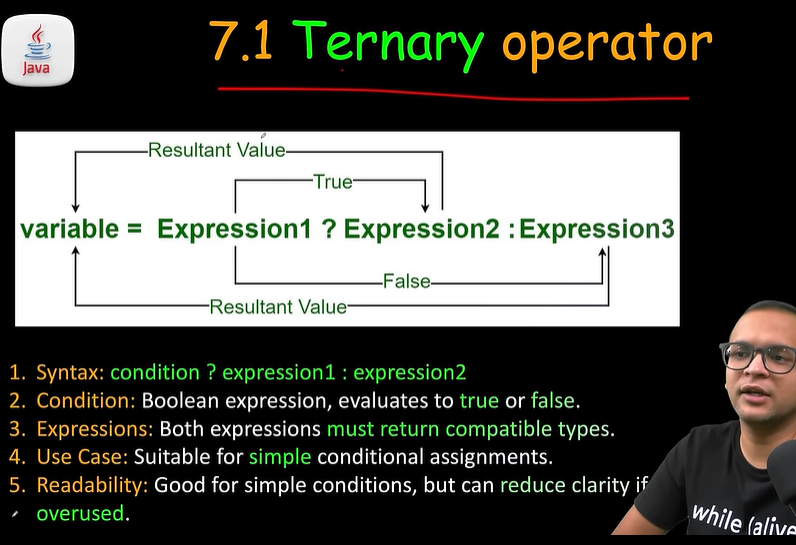 7.1 Ternary operator
Java
Resultant Value
True
variable = Expression1 ? Expression2 : Expression3
False
Resultant Value
1. Syntax: condition ? expression1 : expression2
2. Condition: Boolean expression, evaluates to true or false.
3. Expressions: Both expressions must return compatible types.
4. Use Case: Suitable for simple conditional assignments.
5. Readability: Good for simple conditions, but can reduce clarity if
overused.
while (alive